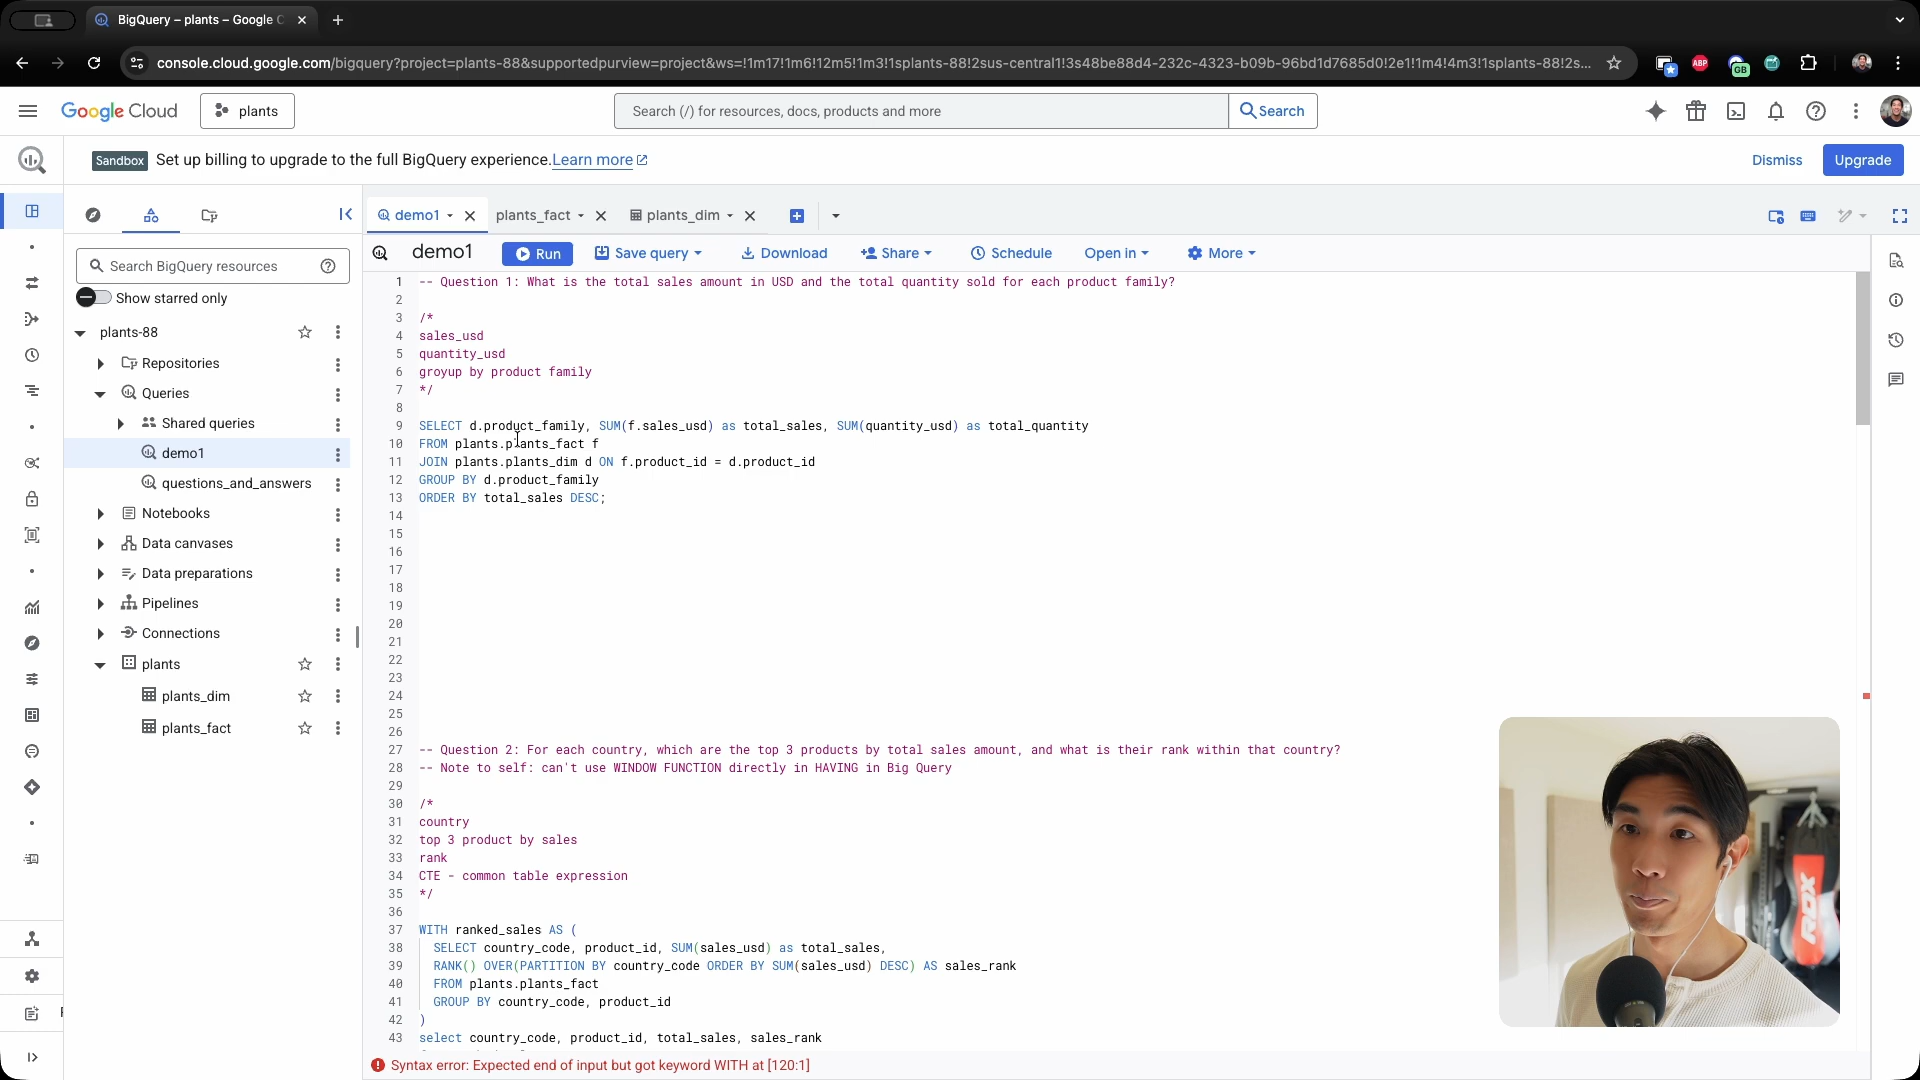 BigQuery – plants – Google C
console.cloud.google.com/bigquery?project=plants-88&supportedpurview=project&ws=!1m17!1m6!12m5!1m3!1splants-88!2sus-central1!3s48be88d4-232c-4323-b09b-96bd1d7685d0!2e1!1m4!4m3!1splants-88!2s...
ABP
GB
Google Cloud
plants
Search (/) for resources, docs, products and more
Search
Sandbox
Set up billing to upgrade to the full BigQuery experience. Learn more
Dismiss
Upgrade
demo1
plants_fact
plants_dim
demo1
Run
Save query
Download
Share
Schedule
Open in
More
Search BigQuery resources
Show starred only
plants-88
Repositories
Queries
Shared queries
demo1
questions_and_answers
Notebooks
Data canvases
Data preparations
Pipelines
Connections
plants
plants_dim
plants_fact
1 -- Question 1: What is the total sales amount in USD and the total quantity sold for each product family?
2
3 /*
4 sales_usd
5 quantity_usd
6 groyup by product family
7 */
8
9 SELECT d.product_family, SUM(f.sales_usd) as total_sales, SUM(quantity_usd) as total_quantity
10 FROM plants.plants_fact f
11 JOIN plants.plants_dim d ON f.product_id = d.product_id
12 GROUP BY d.product_family
13 ORDER BY total_sales DESC;
14
15
16
17
18
19
20
21
22
23
24
25
26
27 -- Question 2: For each country, which are the top 3 products by total sales amount, and what is their rank within that country?
28 -- Note to self: can't use WINDOW FUNCTION directly in HAVING in Big Query
29
30 /*
31 country
32 top 3 product by sales
33 rank
34 CTE - common table expression
35 */
36
37 WITH ranked_sales AS (
38 SELECT country_code, product_id, SUM(sales_usd) as total_sales,
39 RANK() OVER(PARTITION BY country_code ORDER BY SUM(sales_usd) DESC) AS sales_rank
40 FROM plants.plants_fact
41 GROUP BY country_code, product_id
42 )
43 select country_code, product_id, total_sales, sales_rank
Syntax error: Expected end of input but got keyword WITH at [120:1]
RDX